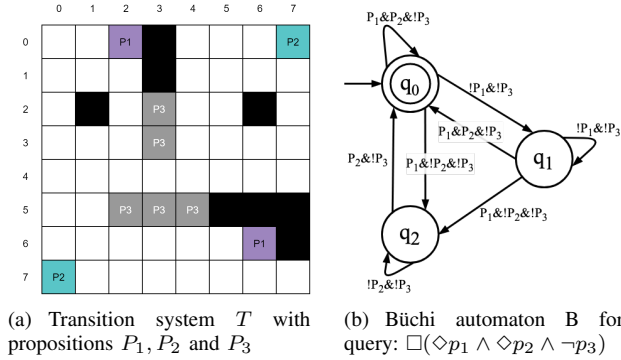 0 1 2 3 4 5 6 7
0 P1 P2
1
2 P3
3 P3
4
5 P3 P3 P3
6 P1
7 P2
(a) Transition system T with
propositions P₁, P₂ and P₃
P₁&P₂&!P₃
q₀
!P₁&!P₃
P₁&P₂&!P₃
!P₁&!P₃
P₂&!P₃
P₁&!P₂&!P₃
q₁
P₁&!P₂&!P₃
q₂
!P₂&!P₃
(b) Büchi automaton B for
query: □(◇p₁ ∧ ◇p₂ ∧ ¬p₃)